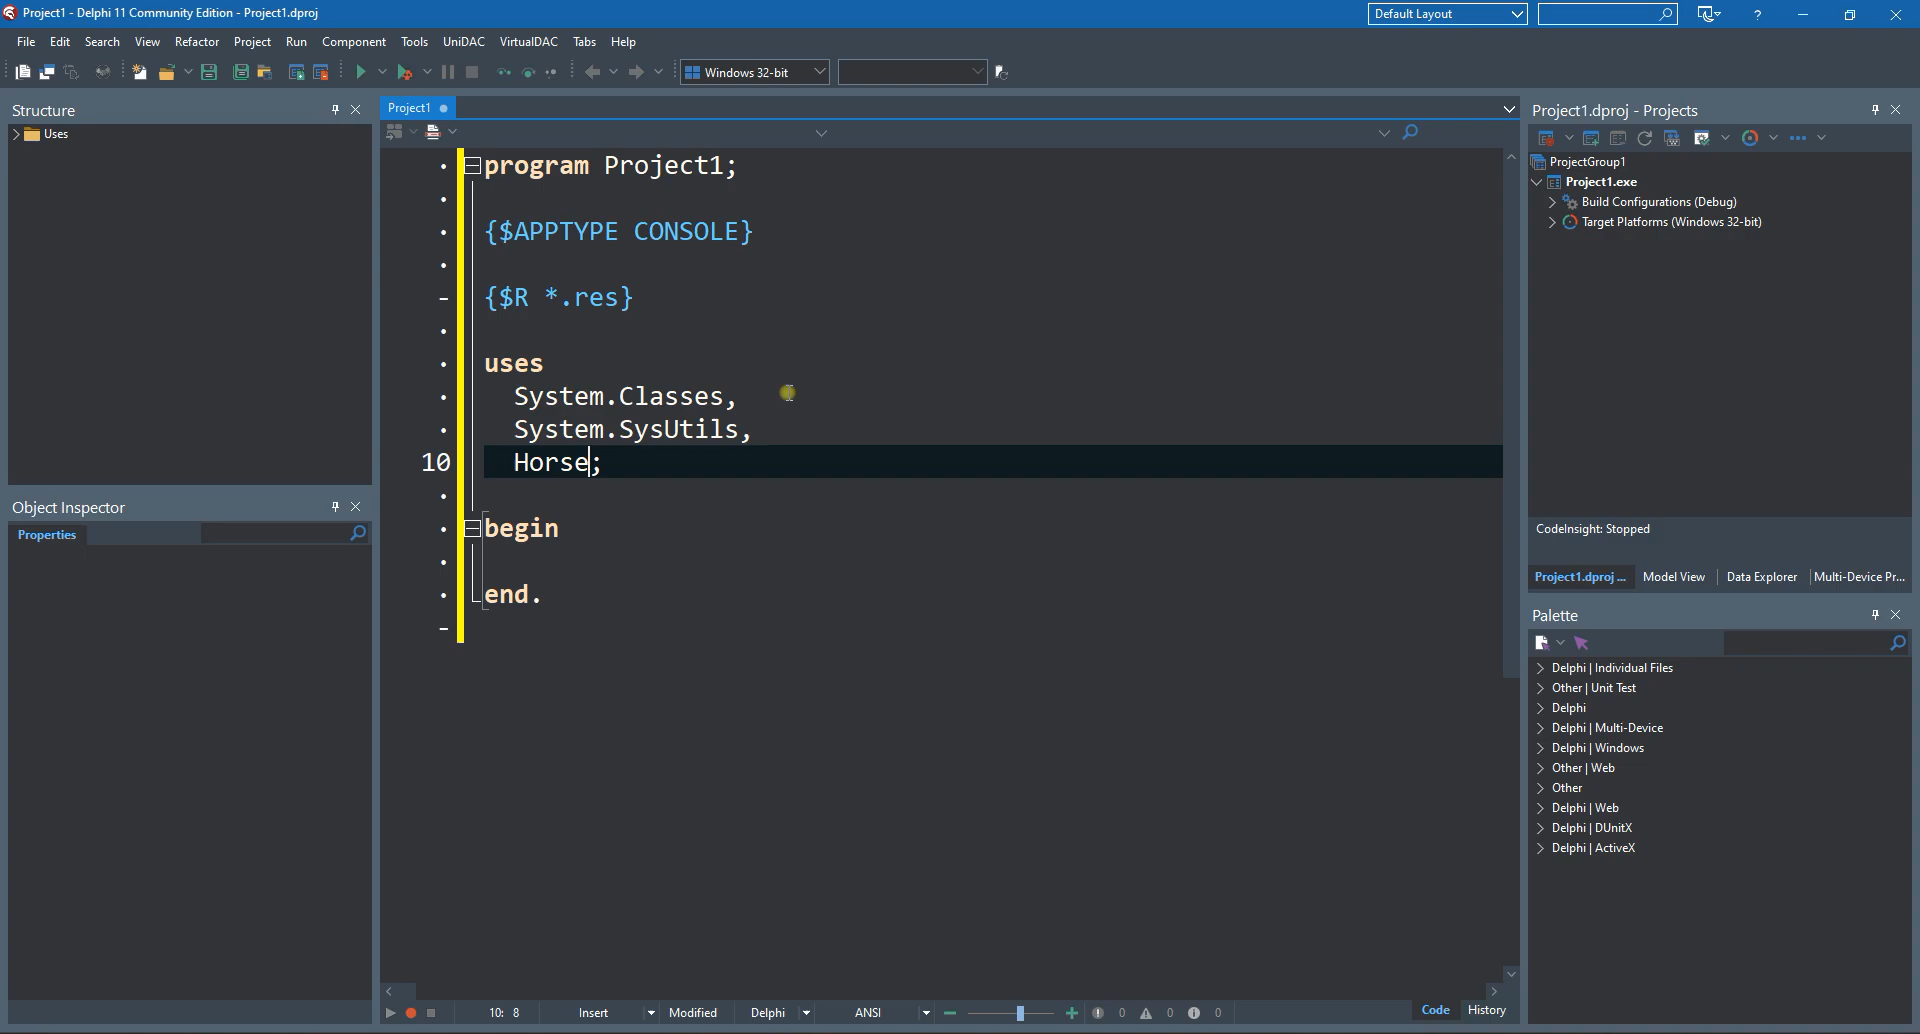 Project1 - Delphi 11 Community Edition - Project1.dproj
Default Layout
?
File Edit Search View Refactor Project Run Component Tools UniDAC VirtualDAC Tabs Help
Windows 32-bit
Structure
Uses
Object Inspector
Properties
Project1
program Project1;
{$APPTYPE CONSOLE}
{$R *.res}
uses
System.Classes,
System.SysUtils,
10 Horse;
begin
end.
10: 8 Insert Modified Delphi ANSI 0 0 0 Code History
Project1.dproj - Projects
ProjectGroup1
Project1.exe
Build Configurations (Debug)
Target Platforms (Windows 32-bit)
CodeInsight: Stopped
Project1.dproj ... Model View Data Explorer Multi-Device Pr...
Palette
Delphi | Individual Files
Other | Unit Test
Delphi
Delphi | Multi-Device
Delphi | Windows
Other | Web
Other
Delphi | Web
Delphi | DUnitX
Delphi | ActiveX